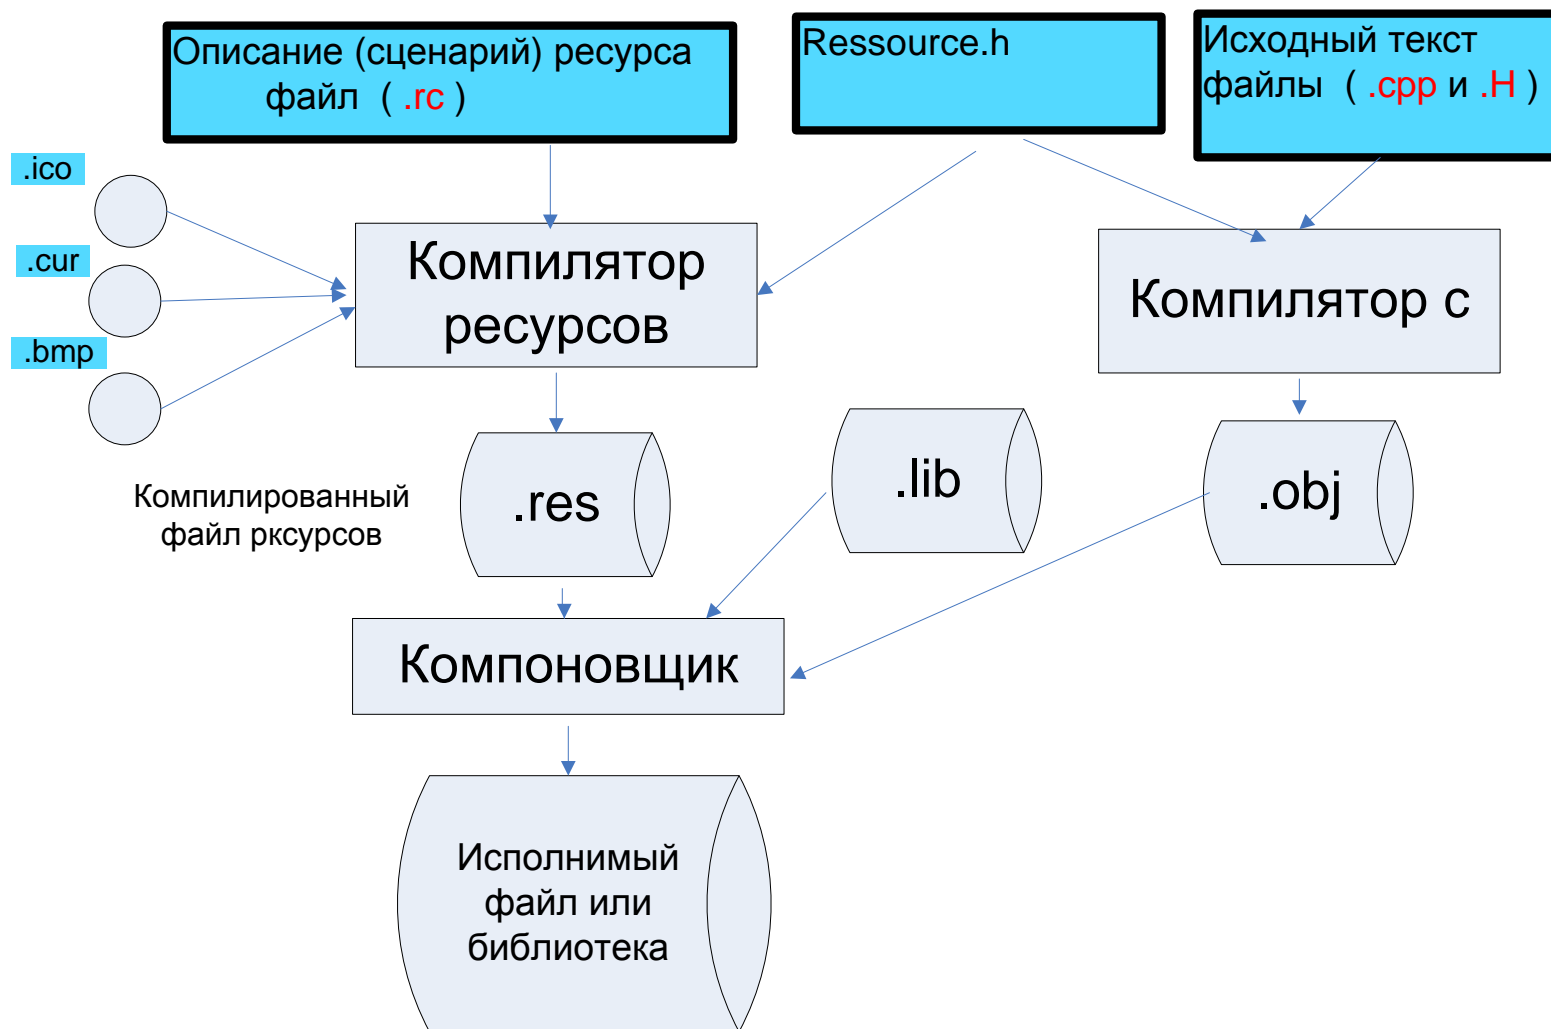 Описание (сценарий) ресурса
файл ( .rc )
Ressource.h
Исходный текст
файлы ( .cpp и .H )
.ico
.cur
.bmp
Компилятор
ресурсов
Компилятор с
Компилированный
файл рксурсов
.res
.lib
.obj
Компоновщик
Исполнимый
файл или
библиотека